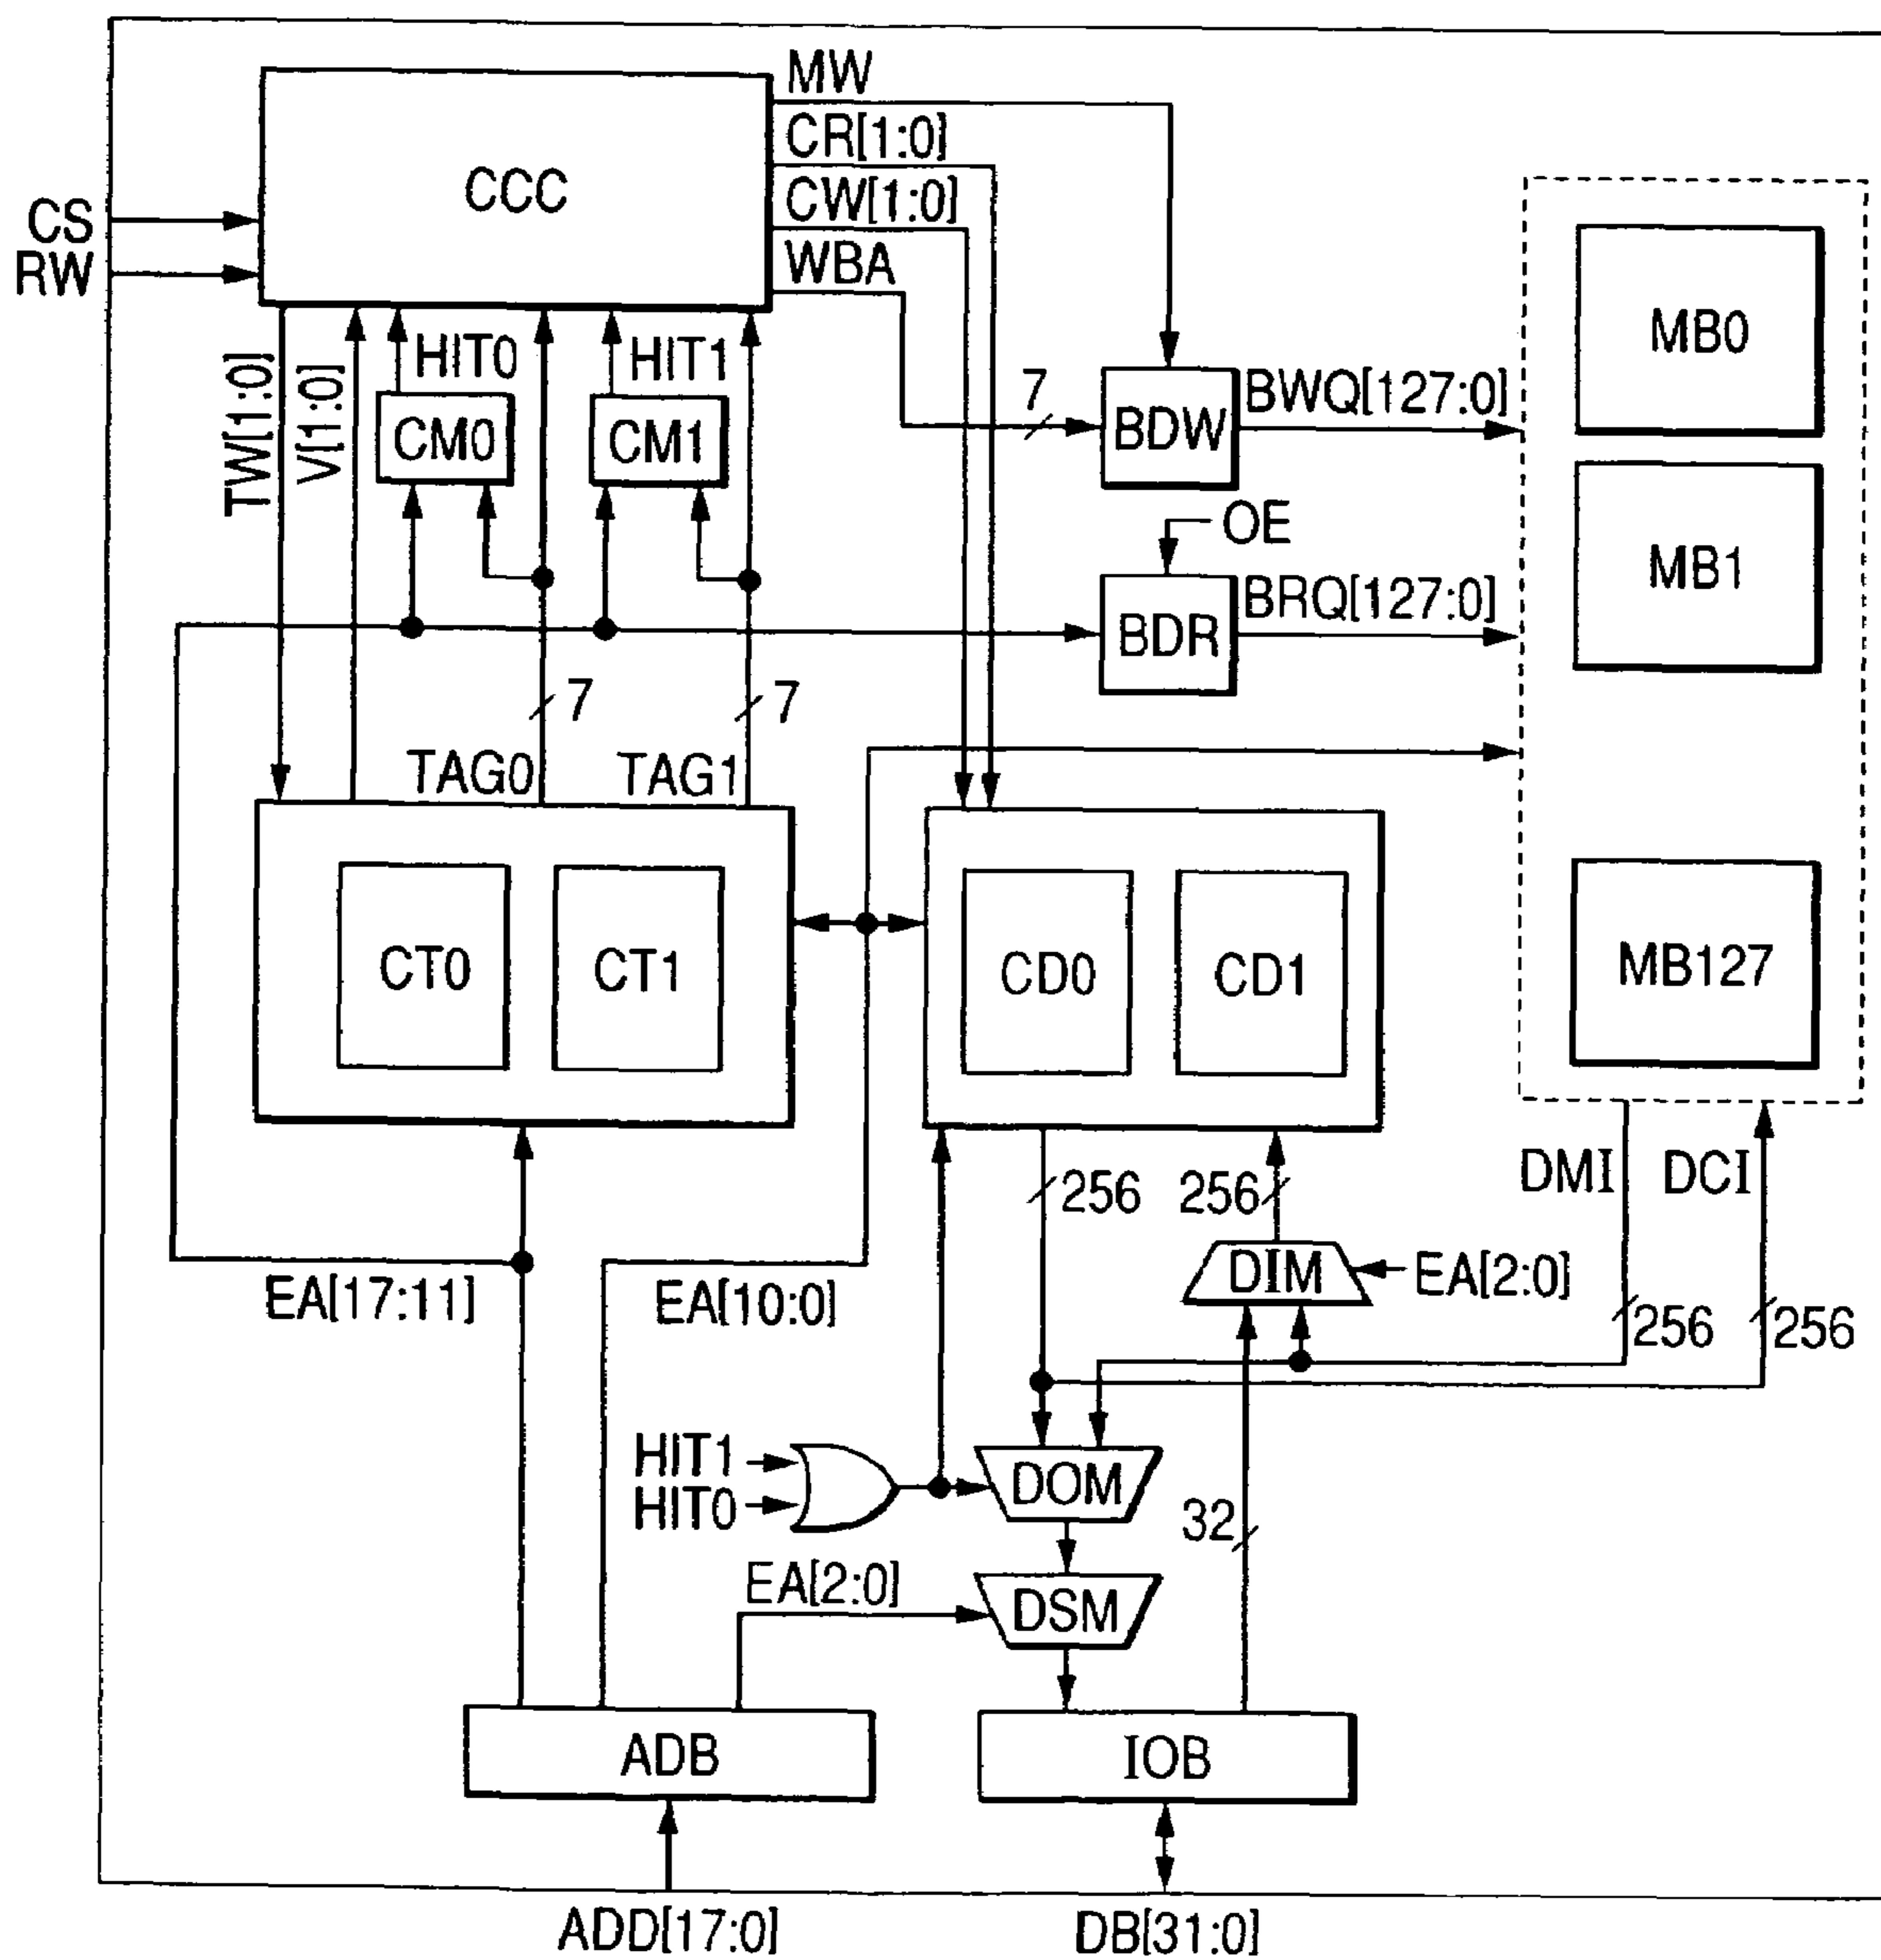 MW
CR[1:0]
CCC
CW[1:0]
CS
WBA
RW
MB0
TW[1:0]
V[1:0]
HIT0
HIT1
7
BWQ[127:0]
CM0
CM1
BDW
OE
MB1
BRQ[127:0]
BDR
7
7
TAG0
TAG1
CT0
CT1
CD0
CD1
MB127
256
256
DMI
DCI
DIM
EA[2:0]
EA[17:11]
EA[10:0]
256
256
HIT1
HIT0
DOM
32
EA[2:0]
DSM
ADB
IOB
ADD[17:0]
DB[31:0]